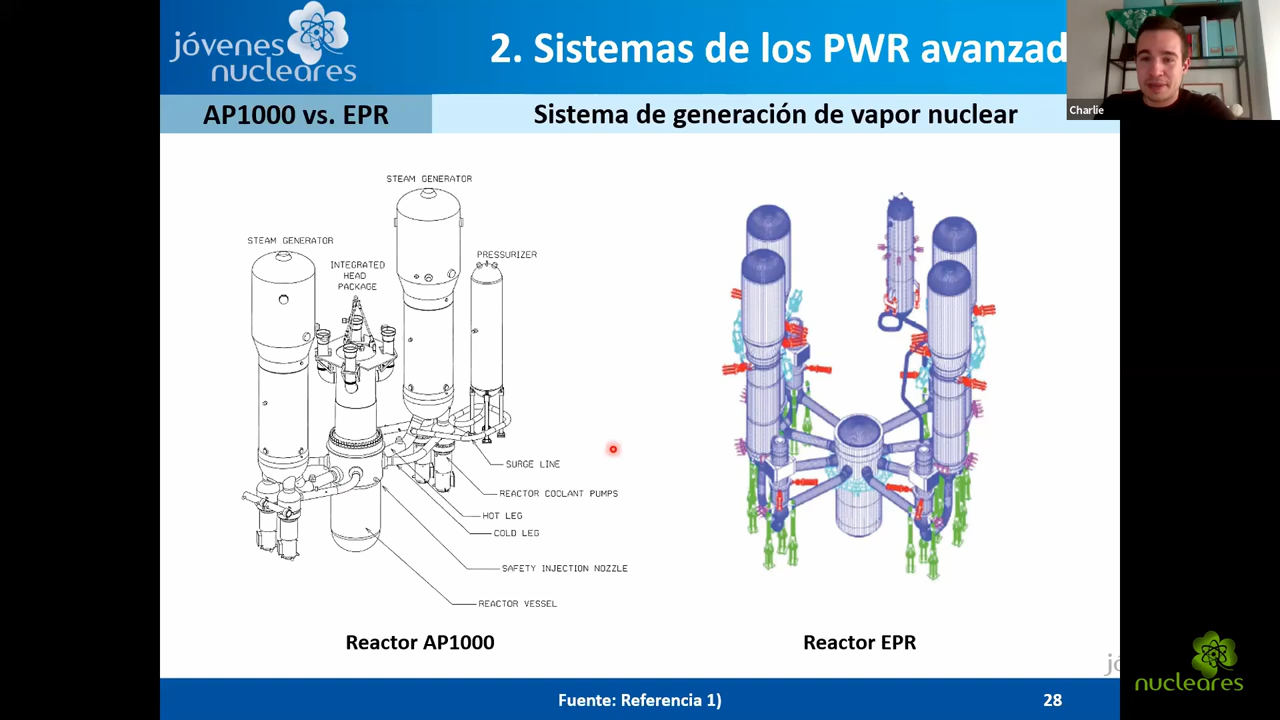 jóvenes
nucleares
2. Sistemas de los PWR avanzad
Charlie
AP1000 vs. EPR
Sistema de generación de vapor nuclear
STEAM GENERATOR
STEAM GENERATOR
PRESSURIZER
INTEGRATED
HEAD
PACKAGE
SURGE LINE
REACTOR COOLANT PUMPS
HOT LEG
COLD LEG
SAFETY INJECTION NOZZLE
REACTOR VESSEL
Reactor AP1000
Reactor EPR
jó
nucleares
Fuente: Referencia 1)
28